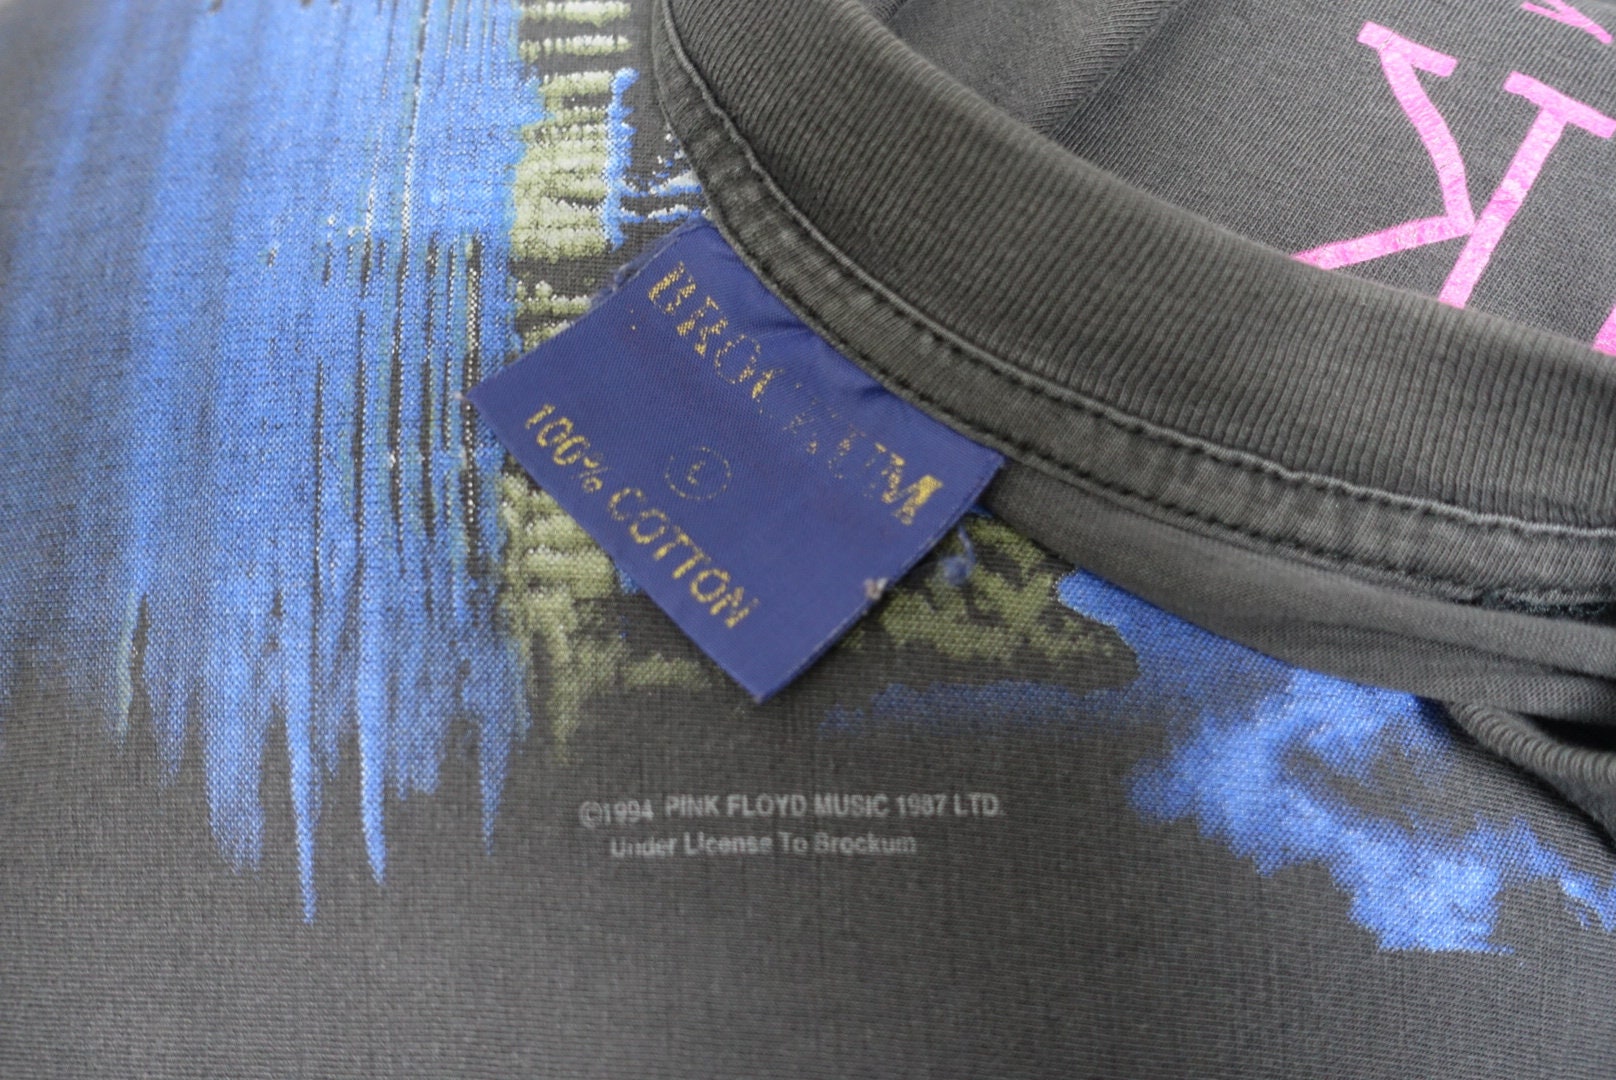 BROCKUM
L
100% COTTON
©1994 PINK FLOYD MUSIC 1987 LTD.
Under License To Brockum